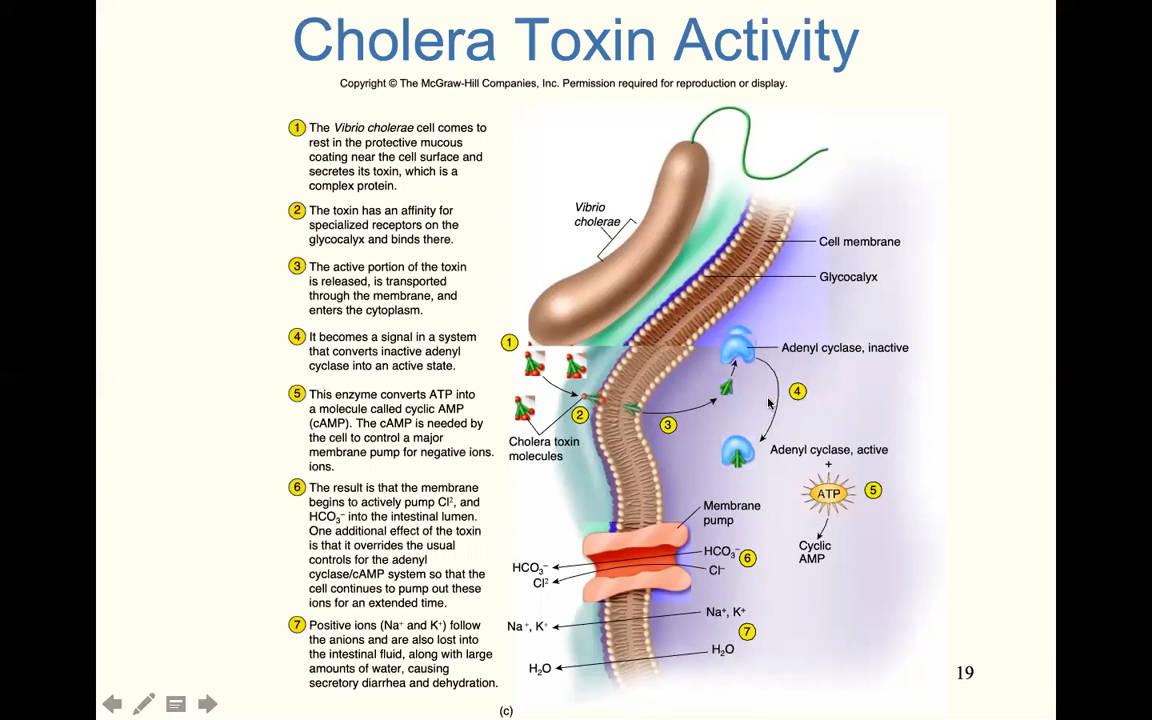 Cholera Toxin Activity
Copyright © The McGraw-Hill Companies, Inc. Permission required for reproduction or display.
1 The Vibrio cholerae cell comes to
rest in the protective mucous
coating near the cell surface and
secretes its toxin, which is a
complex protein.
2 The toxin has an affinity for
specialized receptors on the
glycocalyx and binds there.
3 The active portion of the toxin
is released, is transported
through the membrane, and
enters the cytoplasm.
4 It becomes a signal in a system
that converts inactive adenyl
cyclase into an active state.
5 This enzyme converts ATP into
a molecule called cyclic AMP
(cAMP). The cAMP is needed by
the cell to control a major
membrane pump for negative ions.
ions.
6 The result is that the membrane
begins to actively pump Cl², and
HCO₃⁻ into the intestinal lumen.
One additional effect of the toxin
is that it overrides the usual
controls for the adenyl
cyclase/cAMP system so that the
cell continues to pump out these
ions for an extended time.
7 Positive ions (Na⁺ and K⁺) follow
the anions and are also lost into
the intestinal fluid, along with large
amounts of water, causing
secretory diarrhea and dehydration.
Vibrio
cholerae
Cell membrane
Glycocalyx
1
Adenyl cyclase, inactive
4
2
3
Cholera toxin
molecules
Adenyl cyclase, active
+
ATP
5
Cyclic
AMP
Membrane
pump
HCO₃⁻
6
Cl⁻
HCO₃⁻
Cl²
Na⁺, K⁺
7
Na⁺, K⁺
H₂O
H₂O
19
(c)